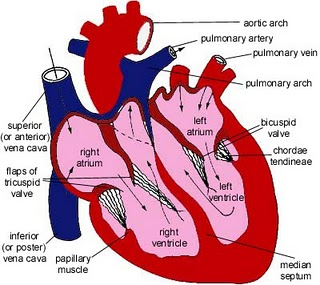 aortic arch
pulmonary artery
pulmonary vein
pulmonary arch
superior
(or anterior)
vena cava
left
atrium
bicuspid
valve
right
atrium
chordae
tendineae
flaps of
tricuspid
valve
left
ventricle
inferior
(or poster)
vena cava
papillary
muscle
right
ventricle
median
septum